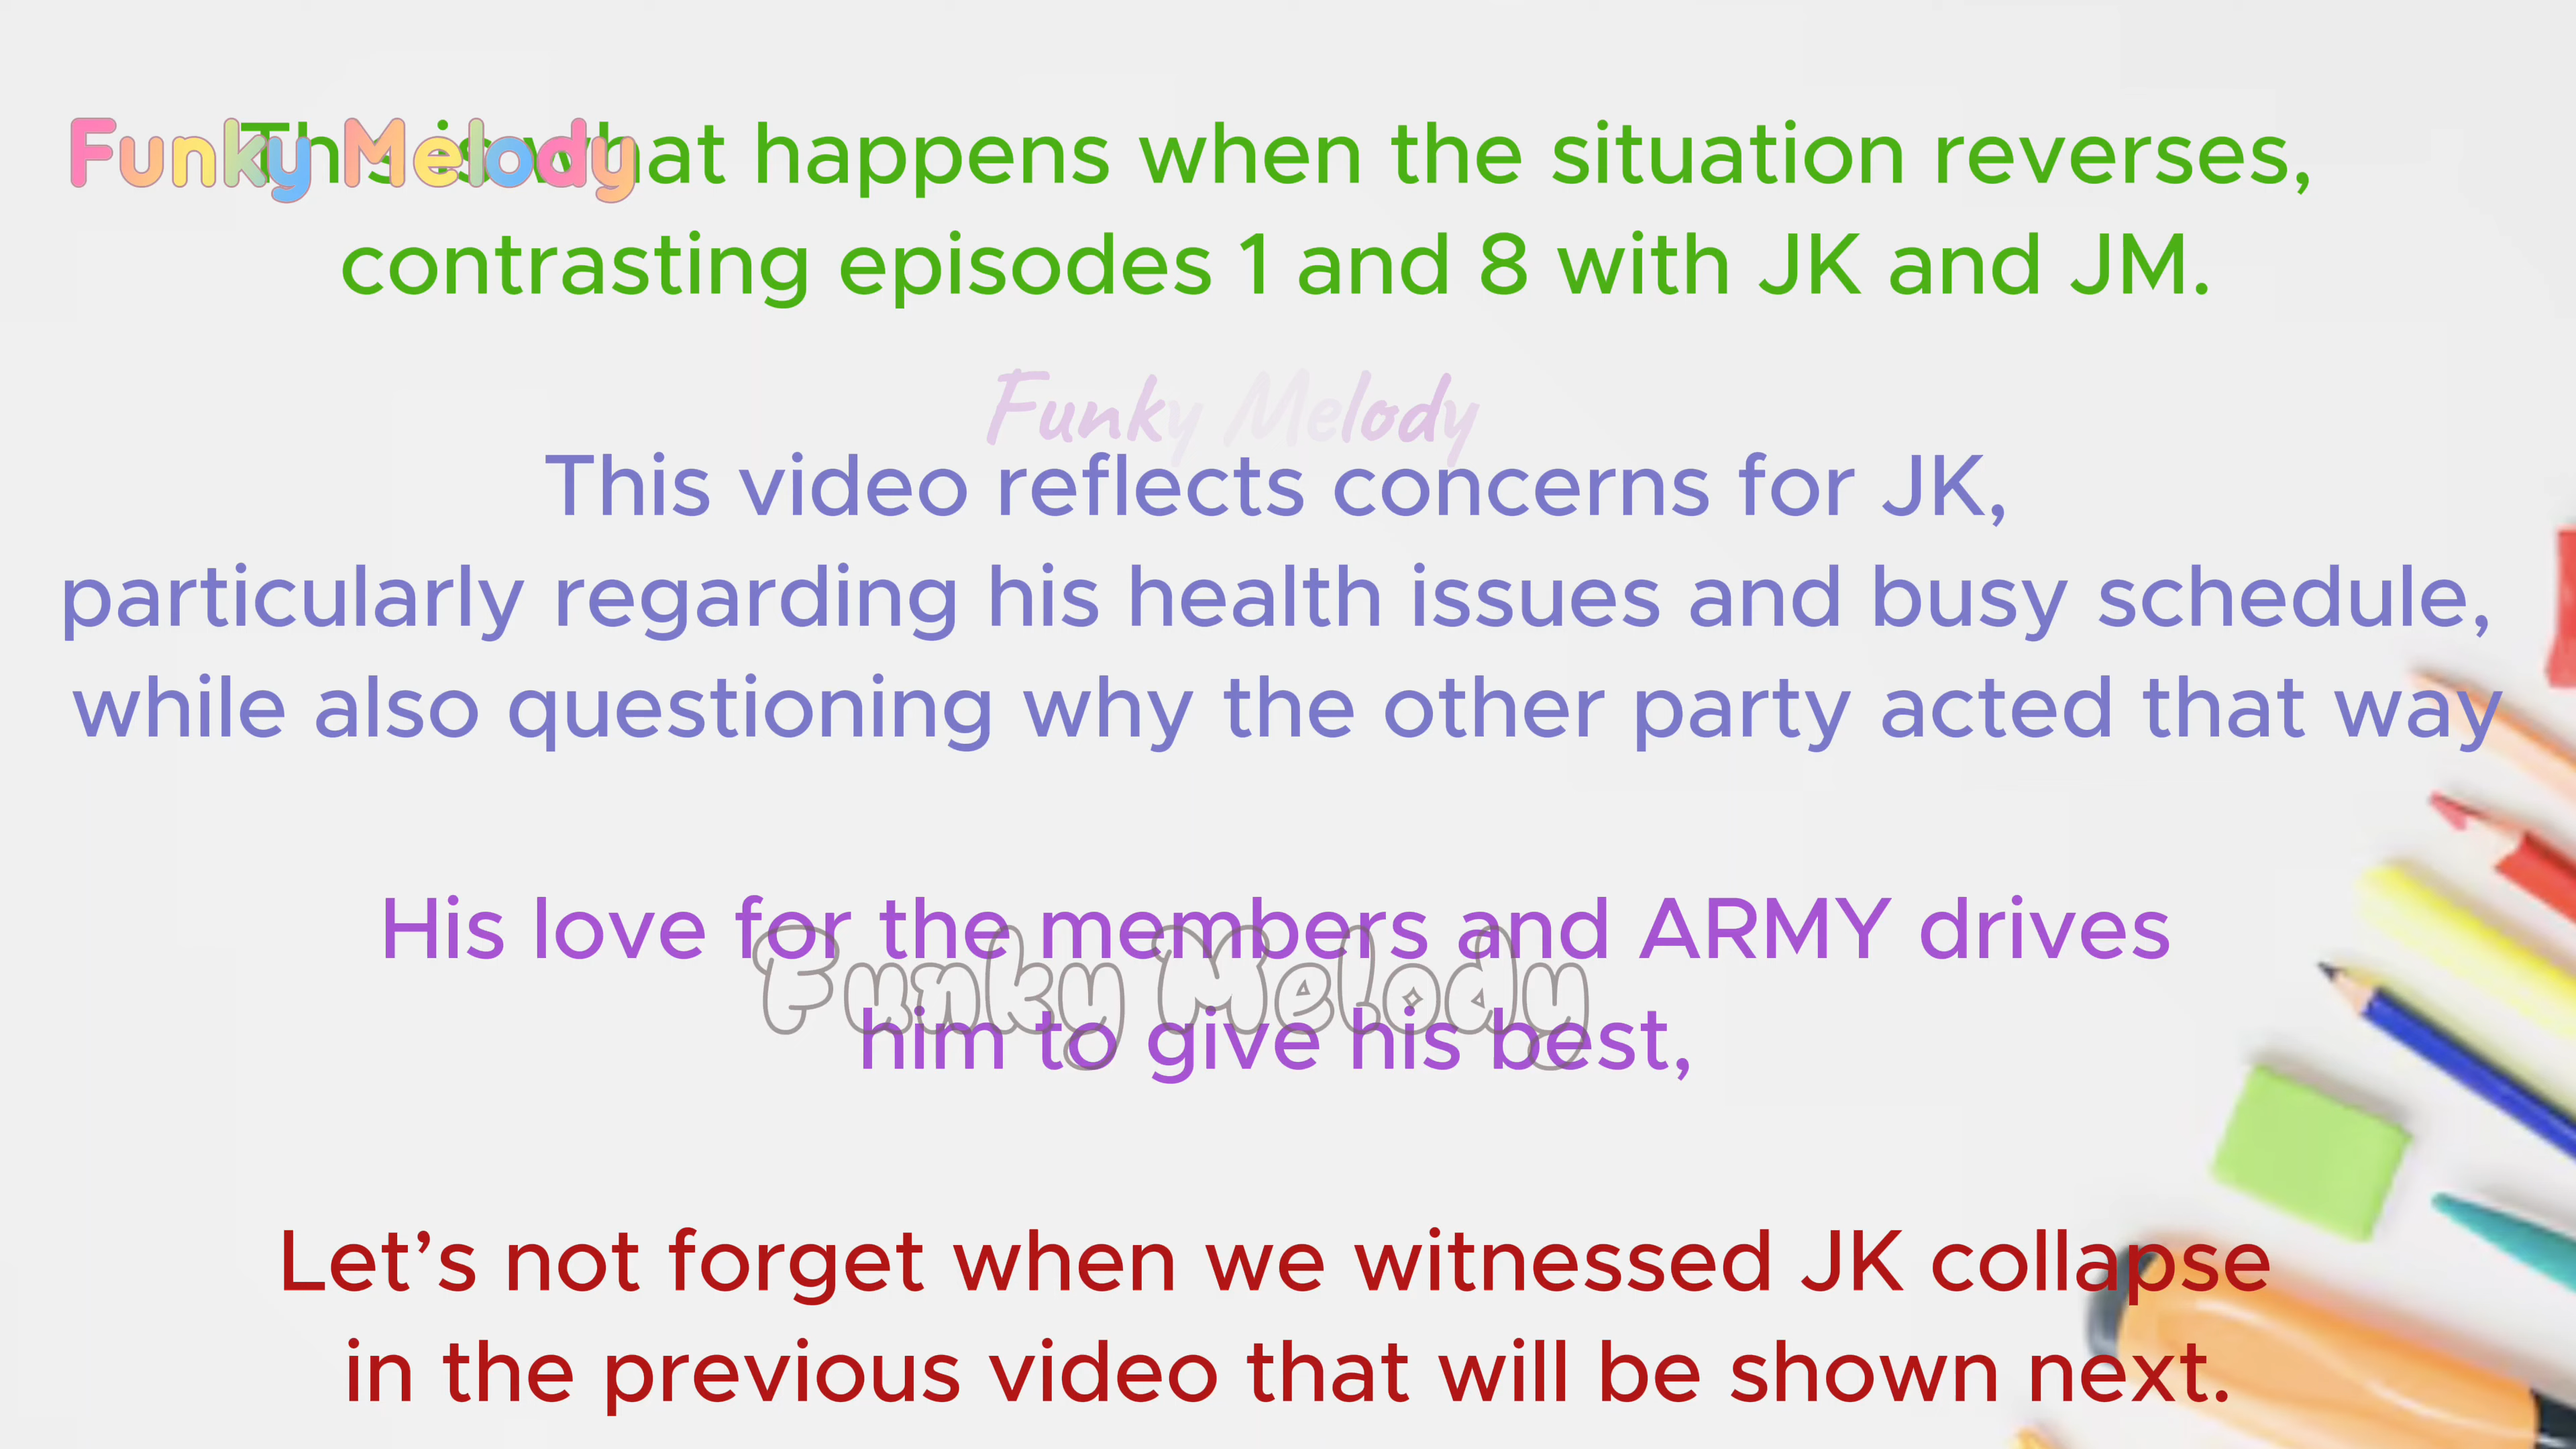 Funky Melody
This is what happens when the situation reverses,
contrasting episodes 1 and 8 with JK and JM.
Funky Melody
This video reflects concerns for JK,
particularly regarding his health issues and busy schedule,
while also questioning why the other party acted that way
His love for the members and ARMY drives
Funky Melody
him to give his best,
Let’s not forget when we witnessed JK collapse
in the previous video that will be shown next.